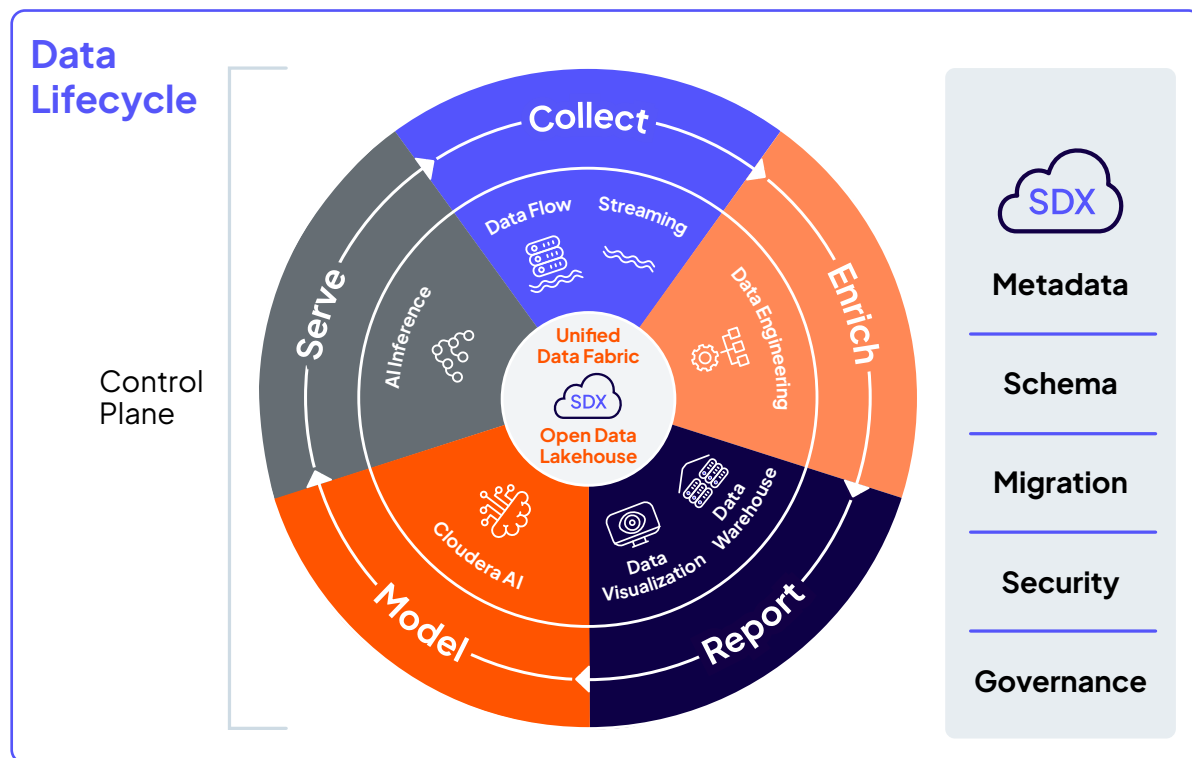 Data
Lifecycle
Control
Plane
Collect
Data Flow
Streaming
Enrich
Data Engineering
Report
Data
Warehouse
Data
Visualization
Model
Cloudera AI
Serve
AI Inference
Unified
Data Fabric
SDX
Open Data
Lakehouse
SDX
Metadata
Schema
Migration
Security
Governance